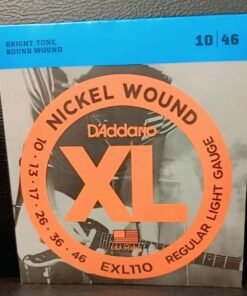 BRIGHT TONE
ROUND WOUND
10 | 46
NICKEL WOUND
D'Addario
XL
10 · 13 · 17 · 26 · 36 · 46
REGULAR LIGHT GAUGE
EXL110